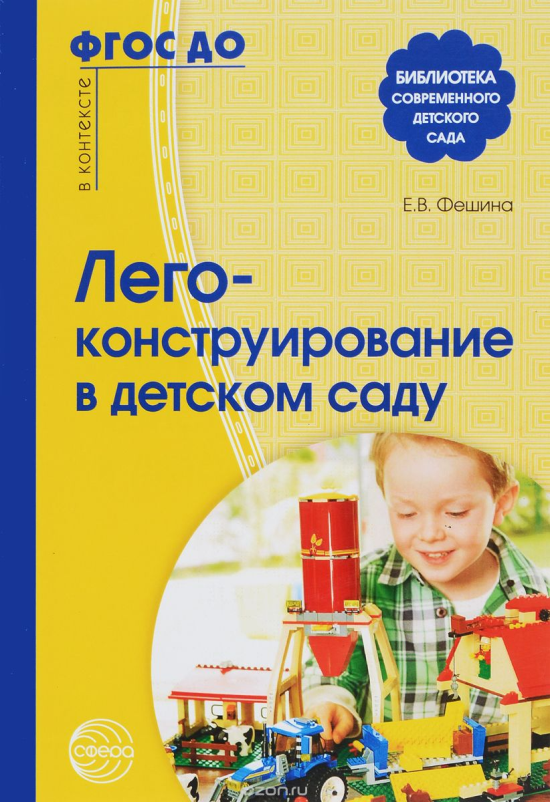 ФГОС ДО
в контексте
БИБЛИОТЕКА
СОВРЕМЕННОГО
ДЕТСКОГО
САДА
Е.В. Фешина
Лего-
конструирование
в детском саду
сфера
ozon.ru